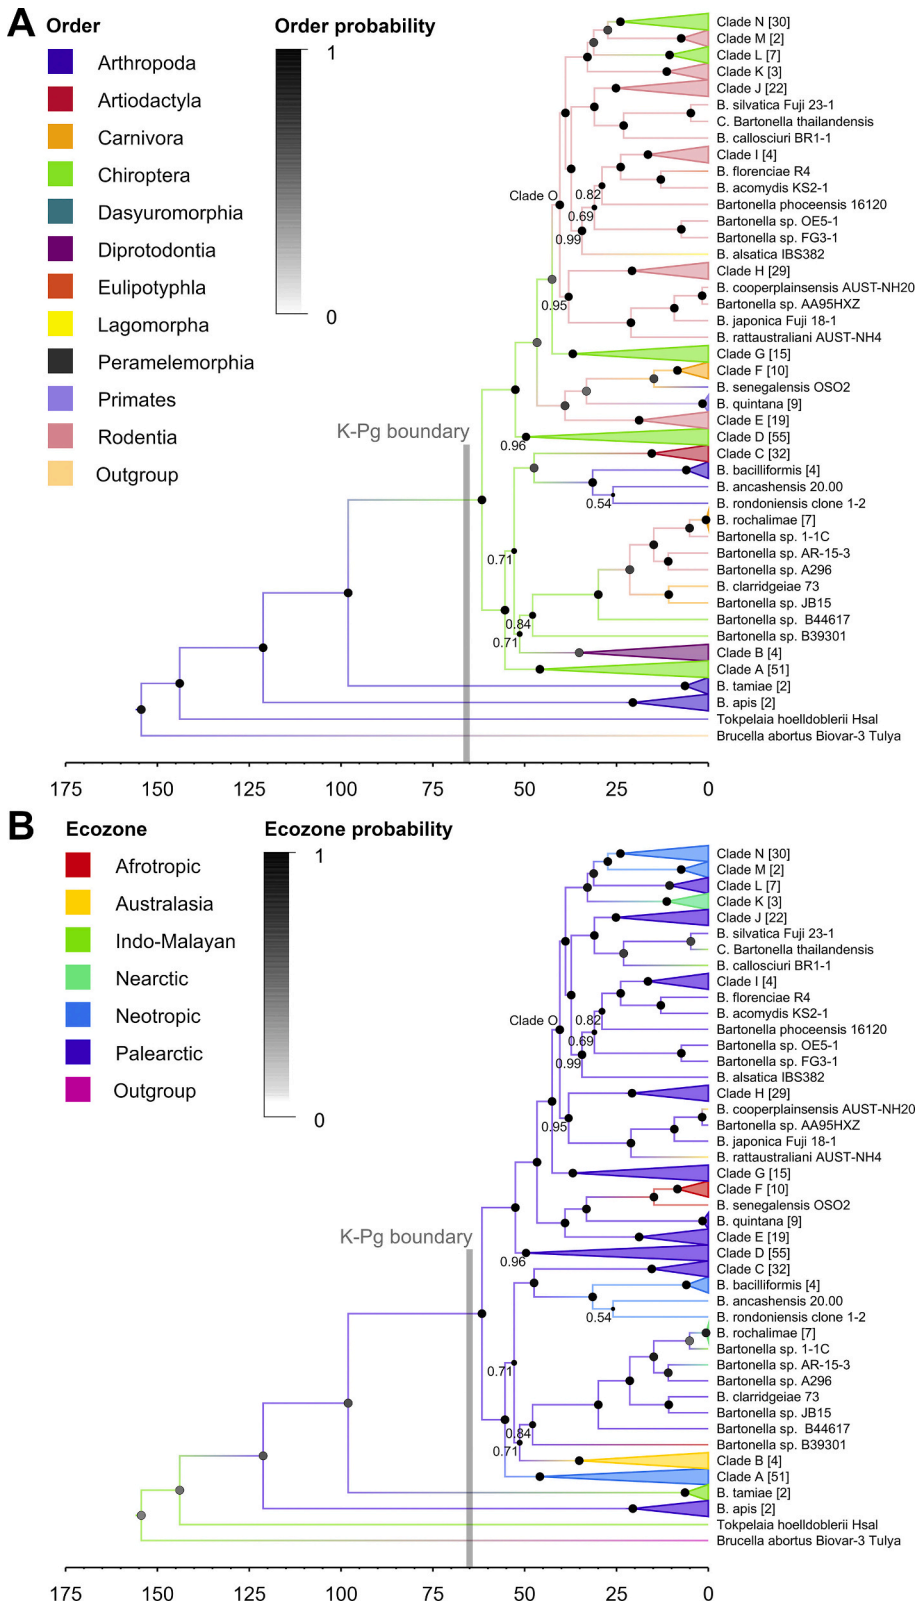 A
Order
Order probability
Arthropoda
Artiodactyla
Carnivora
Chiroptera
Dasyuromorphia
Diprotodontia
Eulipotyphla
Lagomorpha
Peramelemorphia
Primates
Rodentia
Outgroup
1
0
K-Pg boundary
Clade O
0.82
0.69
0.99
0.95
0.96
0.54
0.71
0.84
0.71
Clade N [30]
Clade M [2]
Clade L [7]
Clade K [3]
Clade J [22]
B. silvatica Fuji 23-1
C. Bartonella thailandensis
B. callosciuri BR1-1
Clade I [4]
B. florenciae R4
B. acomydis KS2-1
Bartonella phoceensis 16120
Bartonella sp. OE5-1
Bartonella sp. FG3-1
B. alsatica IBS382
Clade H [29]
B. cooperplainsensis AUST-NH20
Bartonella sp. AA95HXZ
B. japonica Fuji 18-1
B. rattaustraliani AUST-NH4
Clade G [15]
Clade F [10]
B. senegalensis OSO2
B. quintana [9]
Clade E [19]
Clade D [55]
Clade C [32]
B. bacilliformis [4]
B. ancashensis 20.00
B. rondoniensis clone 1-2
B. rochalimae [7]
Bartonella sp. 1-1C
Bartonella sp. AR-15-3
Bartonella sp. A296
B. clarridgeiae 73
Bartonella sp. JB15
Bartonella sp. B44617
Bartonella sp. B39301
Clade B [4]
Clade A [51]
B. tamiae [2]
B. apis [2]
Tokpelaia hoelldoblerii Hsal
Brucella abortus Biovar-3 Tulya
175 150 125 100 75 50 25 0
B
Ecozone
Ecozone probability
Afrotropic
Australasia
Indo-Malayan
Nearctic
Neotropic
Palearctic
Outgroup
1
0
K-Pg boundary
Clade O
0.82
0.69
0.99
0.95
0.96
0.54
0.71
0.84
0.71
Clade N [30]
Clade M [2]
Clade L [7]
Clade K [3]
Clade J [22]
B. silvatica Fuji 23-1
C. Bartonella thailandensis
B. callosciuri BR1-1
Clade I [4]
B. florenciae R4
B. acomydis KS2-1
Bartonella phoceensis 16120
Bartonella sp. OE5-1
Bartonella sp. FG3-1
B. alsatica IBS382
Clade H [29]
B. cooperplainsensis AUST-NH20
Bartonella sp. AA95HXZ
B. japonica Fuji 18-1
B. rattaustraliani AUST-NH4
Clade G [15]
Clade F [10]
B. senegalensis OSO2
B. quintana [9]
Clade E [19]
Clade D [55]
Clade C [32]
B. bacilliformis [4]
B. ancashensis 20.00
B. rondoniensis clone 1-2
B. rochalimae [7]
Bartonella sp. 1-1C
Bartonella sp. AR-15-3
Bartonella sp. A296
B. clarridgeiae 73
Bartonella sp. JB15
Bartonella sp. B44617
Bartonella sp. B39301
Clade B [4]
Clade A [51]
B. tamiae [2]
B. apis [2]
Tokpelaia hoelldoblerii Hsal
Brucella abortus Biovar-3 Tulya
175 150 125 100 75 50 25 0